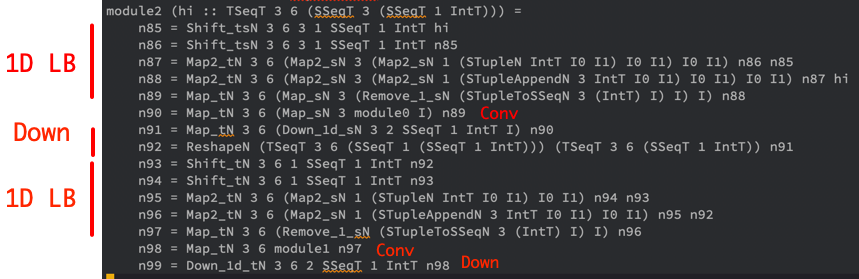 module2 (hi :: TSeqT 3 6 (SSeqT 3 (SSeqT 1 IntT))) =
n85 = Shift_tsN 3 6 3 1 SSeqT 1 IntT hi
n86 = Shift_tsN 3 6 3 1 SSeqT 1 IntT n85
1D LB
n87 = Map2_tN 3 6 (Map2_sN 3 (Map2_sN 1 (STupleN IntT I0 I1) I0 I1) I0 I1) n86 n85
n88 = Map2_tN 3 6 (Map2_sN 3 (Map2_sN 1 (STupleAppendN 3 IntT I0 I1) I0 I1) I0 I1) n87 hi
n89 = Map_tN 3 6 (Map_sN 3 (Remove_1_sN (STupleToSSeqN 3 (IntT) I) I) I) n88
n90 = Map_tN 3 6 (Map_sN 3 module0 I) n89 Conv
Down
n91 = Map_tN 3 6 (Down_1d_sN 3 2 SSeqT 1 IntT I) n90
n92 = ReshapeN (TSeqT 3 6 (SSeqT 1 (SSeqT 1 IntT))) (TSeqT 3 6 (SSeqT 1 IntT)) n91
n93 = Shift_tN 3 6 1 SSeqT 1 IntT n92
n94 = Shift_tN 3 6 1 SSeqT 1 IntT n93
1D LB
n95 = Map2_tN 3 6 (Map2_sN 1 (STupleN IntT I0 I1) I0 I1) n94 n93
n96 = Map2_tN 3 6 (Map2_sN 1 (STupleAppendN 3 IntT I0 I1) I0 I1) n95 n92
n97 = Map_tN 3 6 (Remove_1_sN (STupleToSSeqN 3 (IntT) I) I) n96
n98 = Map_tN 3 6 module1 n97 Conv
n99 = Down_1d_tN 3 6 2 SSeqT 1 IntT n98 Down